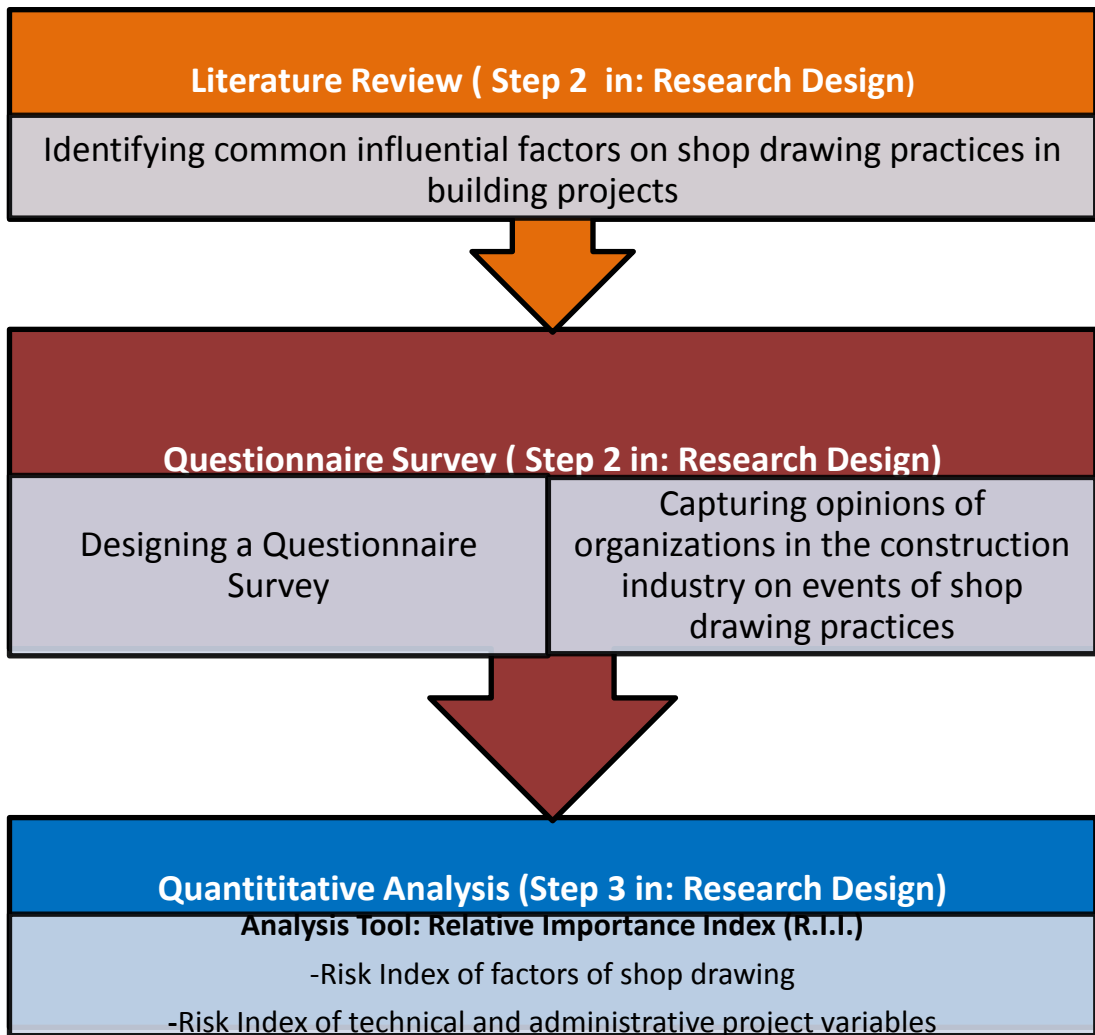 Literature Review ( Step 2 in: Research Design)
Identifying common influential factors on shop drawing practices in
building projects
Questionnaire Survey ( Step 2 in: Research Design)
Designing a Questionnaire
Survey
Capturing opinions of
organizations in the construction
industry on events of shop
drawing practices
Quantititative Analysis (Step 3 in: Research Design)
Analysis Tool: Relative Importance Index (R.I.I.)
-Risk Index of factors of shop drawing
-Risk Index of technical and administrative project variables